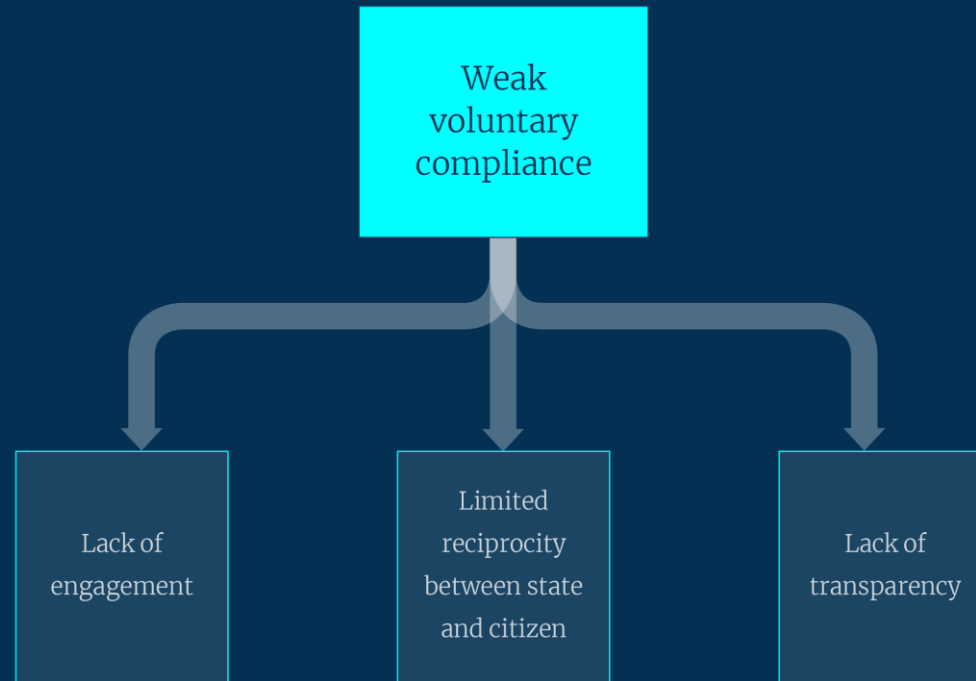 Weak
voluntary
compliance
Lack of
engagement
Limited
reciprocity
between state
and citizen
Lack of
transparency